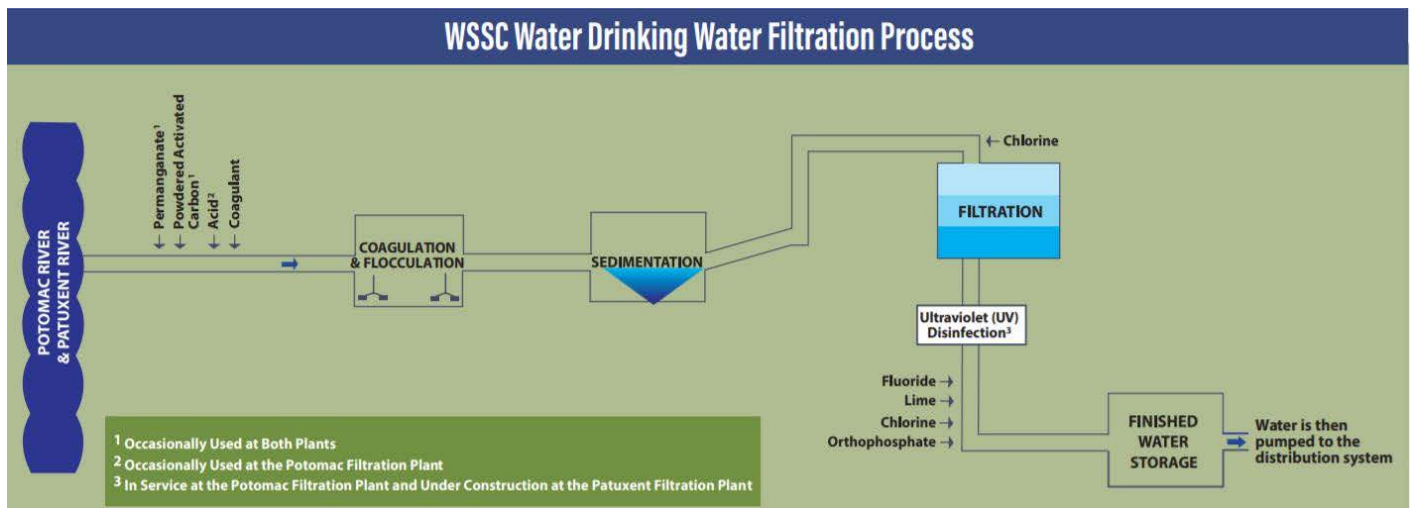 WSSC Water Drinking Water Filtration Process
POTOMAC RIVER
& PATUXENT RIVER
Permanganate¹
Powdered Activated
Carbon¹
Acid²
Coagulant
COAGULATION
& FLOCCULATION
SEDIMENTATION
Chlorine
FILTRATION
Ultraviolet (UV)
Disinfection³
Fluoride
Lime
Chlorine
Orthophosphate
FINISHED
WATER
STORAGE
Water is then
pumped to the
distribution system
¹ Occasionally Used at Both Plants
² Occasionally Used at the Potomac Filtration Plant
³ In Service at the Potomac Filtration Plant and Under Construction at the Patuxent Filtration Plant